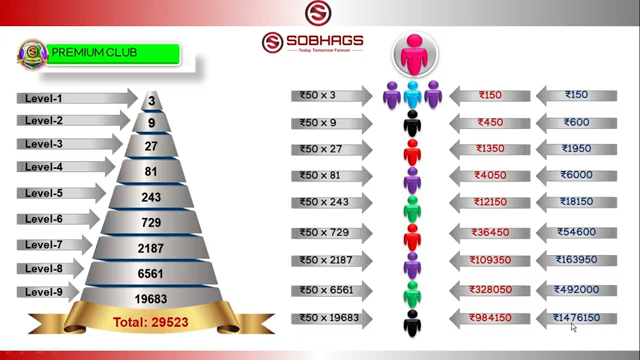 S
SOBHAGS
Today Tomorrow Forever
PREMIUM CLUB
Level-1 3 ₹50 x 3 ₹150 ₹150
Level-2 9 ₹50 x 9 ₹450 ₹600
Level-3 27 ₹50 x 27 ₹1350 ₹1950
Level-4 81 ₹50 x 81 ₹4050 ₹6000
Level-5 243 ₹50 x 243 ₹12150 ₹18150
Level-6 729 ₹50 x 729 ₹36450 ₹54600
Level-7 2187 ₹50 x 2187 ₹109350 ₹163950
Level-8 6561 ₹50 x 6561 ₹328050 ₹492000
Level-9 19683 ₹50 x 19683 ₹984150 ₹1476150
Total: 29523